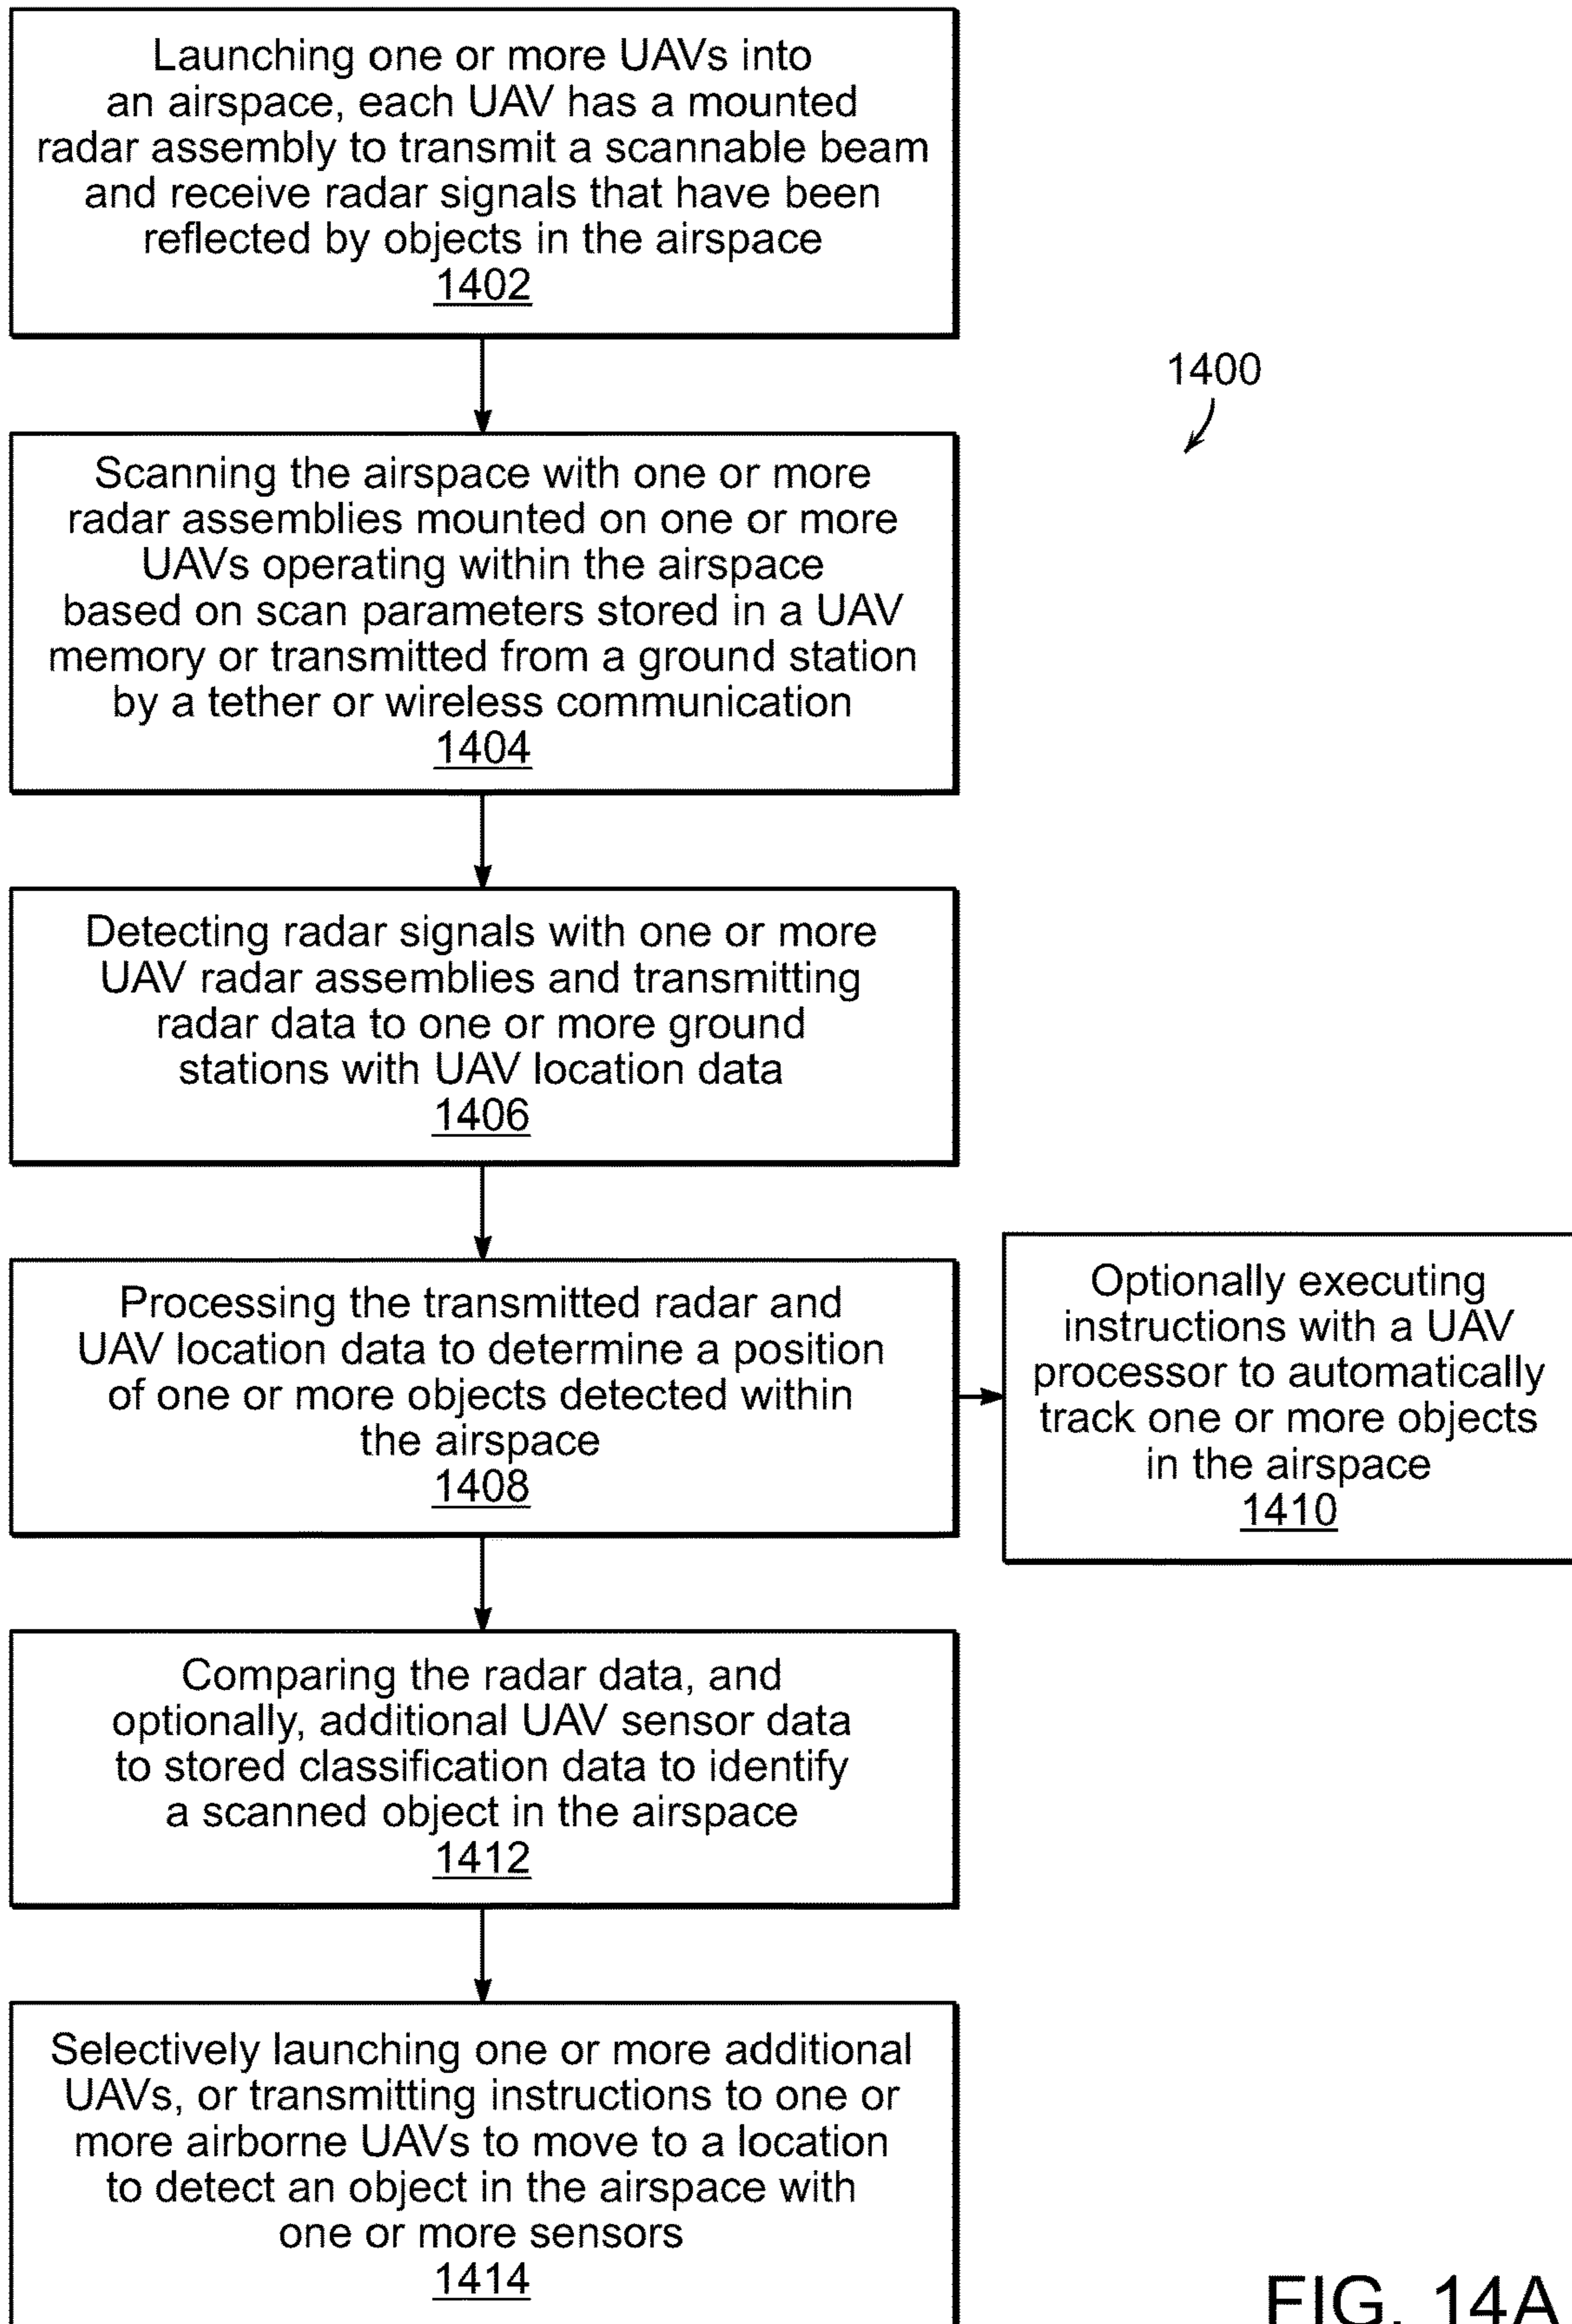 Launching one or more UAVs into
an airspace, each UAV has a mounted
radar assembly to transmit a scannable beam
and receive radar signals that have been
reflected by objects in the airspace
1402
1400
Scanning the airspace with one or more
radar assemblies mounted on one or more
UAVs operating within the airspace
based on scan parameters stored in a UAV
memory or transmitted from a ground station
by a tether or wireless communication
1404
Detecting radar signals with one or more
UAV radar assemblies and transmitting
radar data to one or more ground
stations with UAV location data
1406
Processing the transmitted radar and
UAV location data to determine a position
of one or more objects detected within
the airspace
1408
Optionally executing
instructions with a UAV
processor to automatically
track one or more objects
in the airspace
1410
Comparing the radar data, and
optionally, additional UAV sensor data
to stored classification data to identify
a scanned object in the airspace
1412
Selectively launching one or more additional
UAVs, or transmitting instructions to one or
more airborne UAVs to move to a location
to detect an object in the airspace with
one or more sensors
1414
FIG. 14A